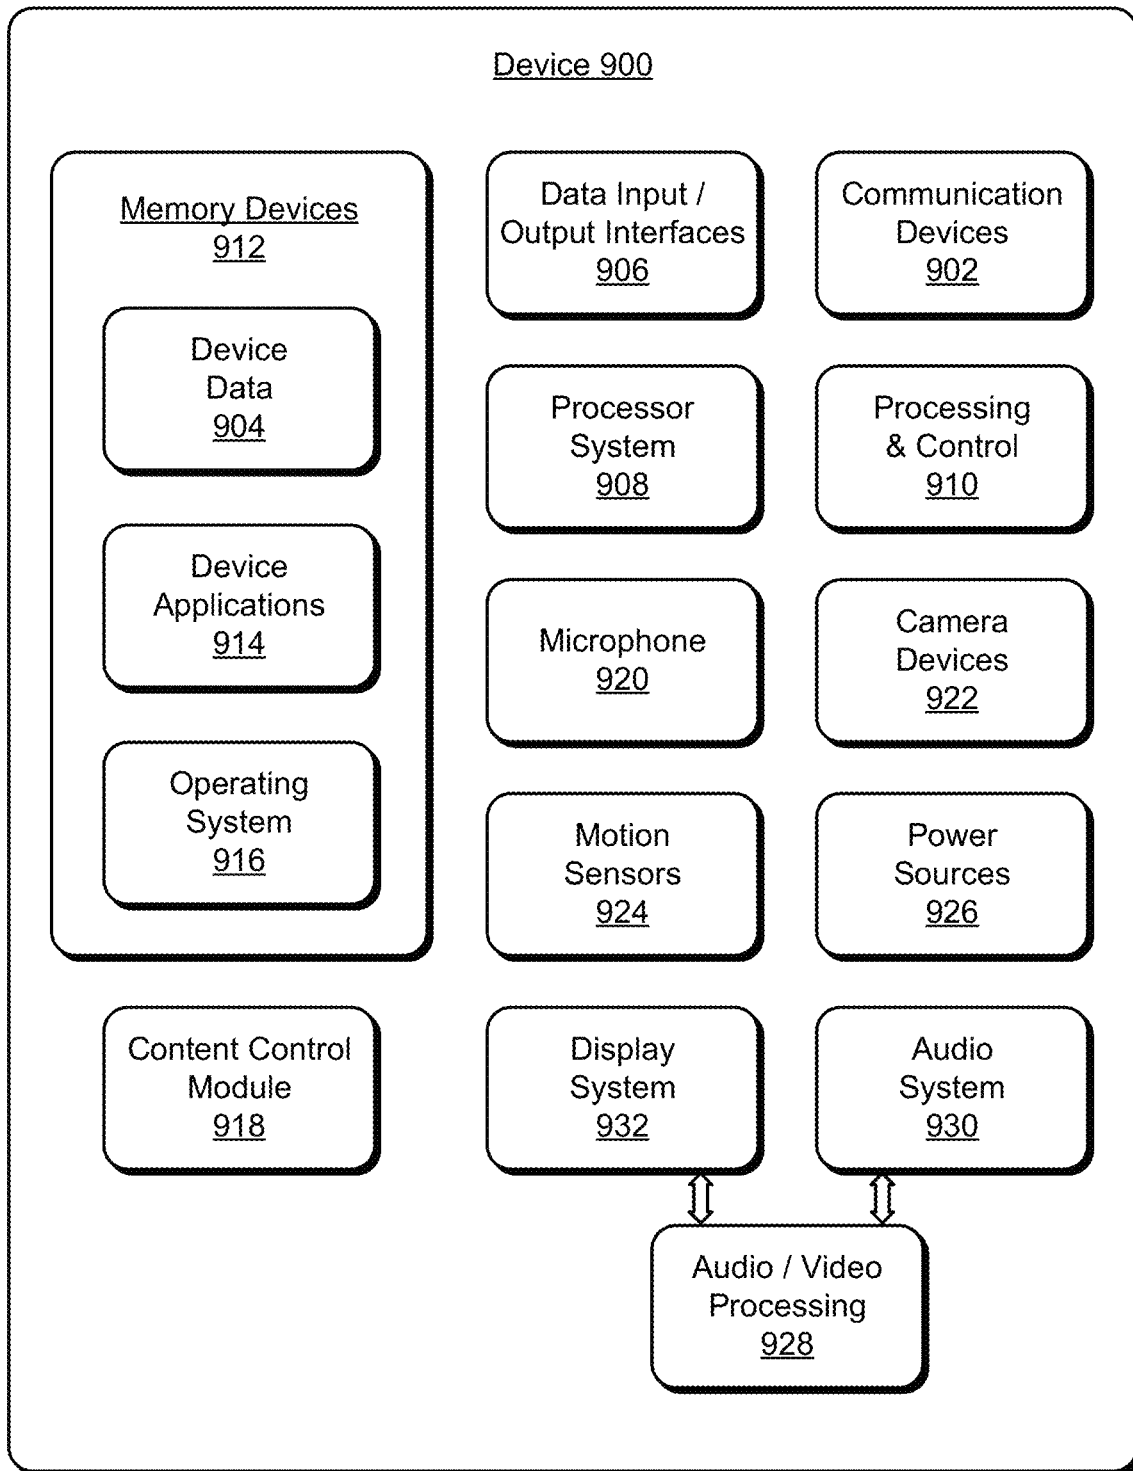 Device 900
Memory Devices
912
Device
Data
904
Device
Applications
914
Operating
System
916
Content Control
Module
918
Data Input /
Output Interfaces
906
Communication
Devices
902
Processor
System
908
Processing
& Control
910
Microphone
920
Camera
Devices
922
Motion
Sensors
924
Power
Sources
926
Display
System
932
Audio
System
930
Audio / Video
Processing
928